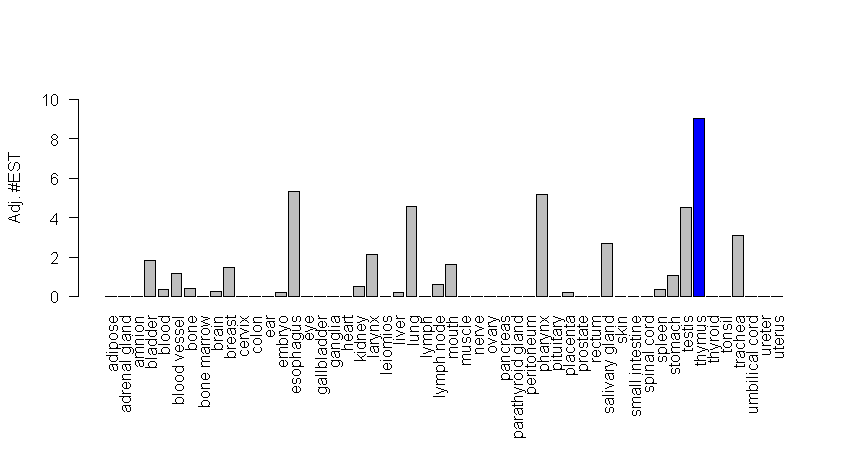 Adj. #EST
10
8
6
4
2
0
adipose
adrenal gland
amnion
bladder
blood
blood vessel
bone
bone marrow
brain
breast
cervix
colon
ear
embryo
esophagus
eye
gallbladder
ganglia
heart
kidney
larynx
leiomios
liver
lung
lymph
lymph node
mouth
muscle
nerve
ovary
pancreas
parathyroid gland
peritoneum
pharynx
pituitary
placenta
prostate
rectum
salivary gland
skin
small intestine
spinal cord
spleen
stomach
testis
thymus
thyroid
tonsil
trachea
umbilical cord
ureter
uterus